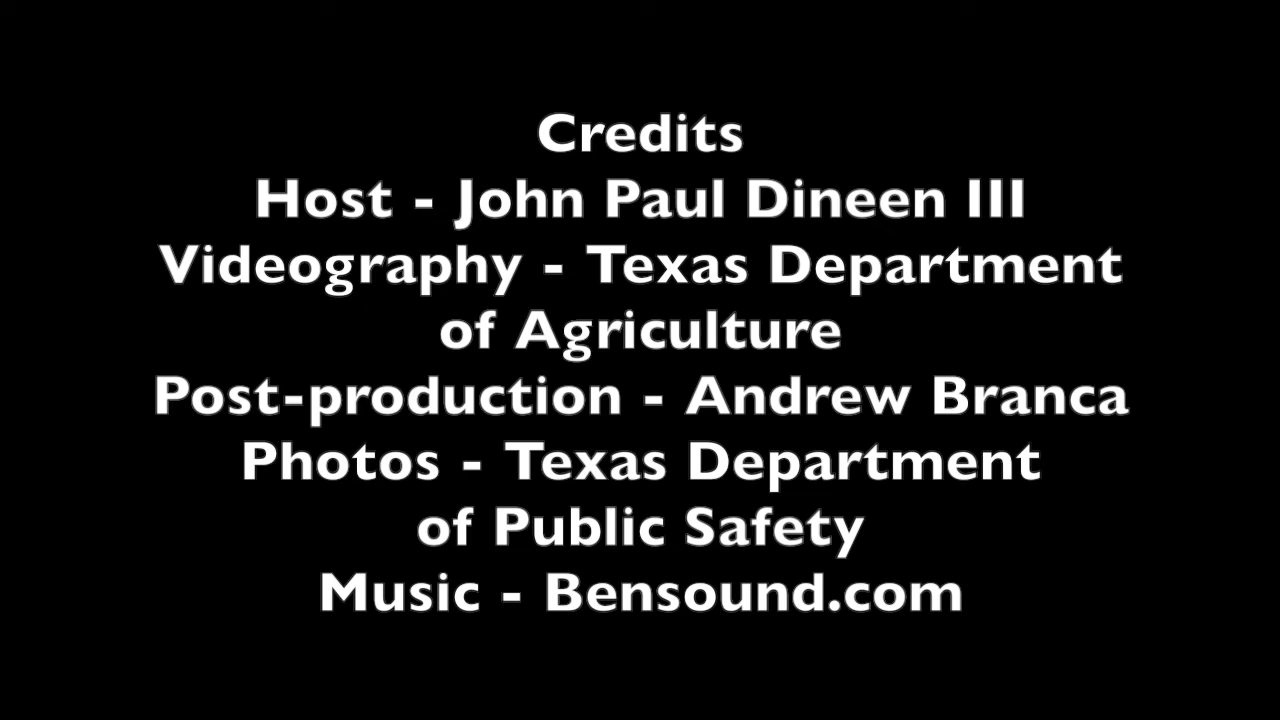 Credits
Host - John Paul Dineen III
Videography - Texas Department
of Agriculture
Post-production - Andrew Branca
Photos - Texas Department
of Public Safety
Music - Bensound.com